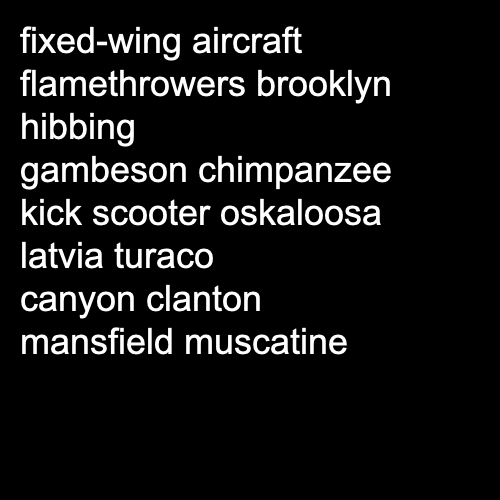 fixed-wing aircraft
flamethrowers brooklyn
hibbing
gambeson chimpanzee
kick scooter oskaloosa
latvia turaco
canyon clanton
mansfield muscatine